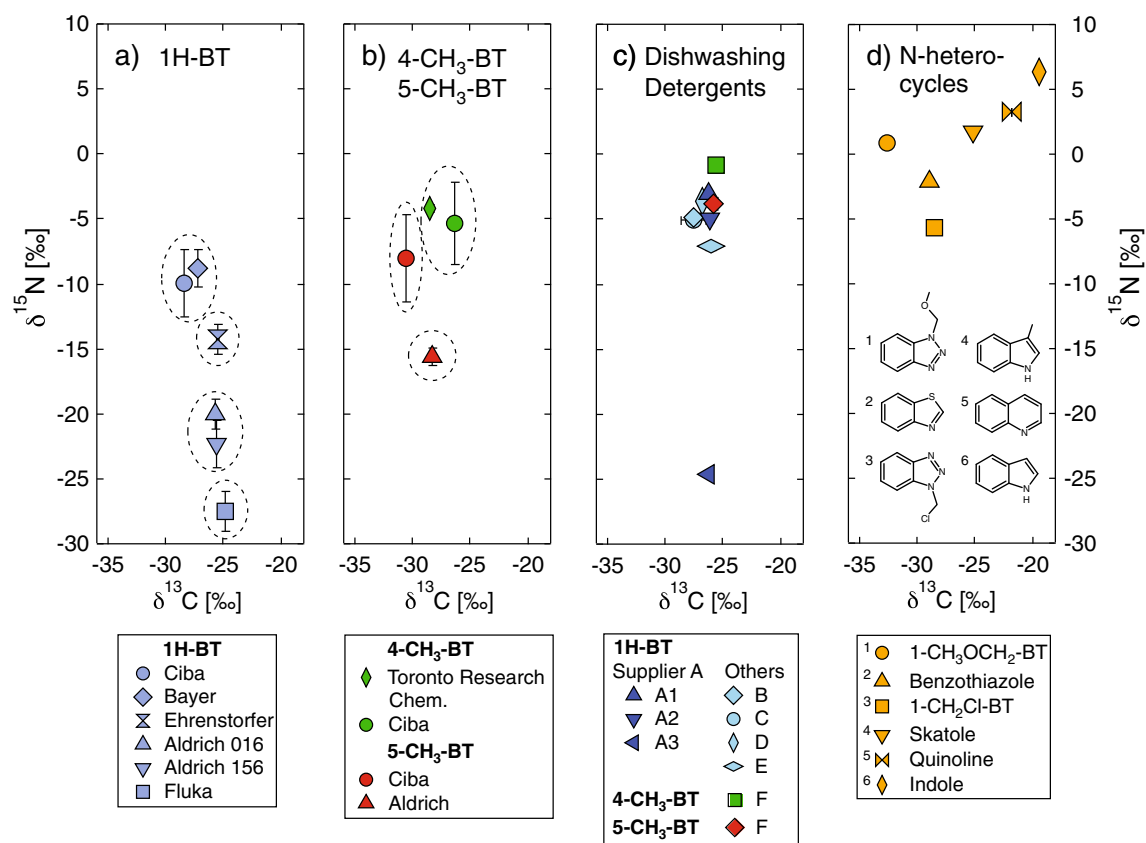 a) 1H-BT
b) 4-CH₃-BT
5-CH₃-BT
c) Dishwashing
Detergents
d) N-hetero-
cycles
10
5
0
-5
-10
-15
-20
-25
-30
δ¹⁵N [‰]
10
5
0
-5
-10
-15
-20
-25
-30
δ¹⁵N [‰]
1
O
N
N
N
4
N
H
2
S
N
5
N
3
N
N
N
Cl
6
N
H
-35 -30 -25 -20
-35 -30 -25 -20
-35 -30 -25 -20
-35 -30 -25 -20
δ¹³C [‰]
δ¹³C [‰]
δ¹³C [‰]
δ¹³C [‰]
1H-BT
Ciba
Bayer
Ehrenstorfer
Aldrich 016
Aldrich 156
Fluka
4-CH₃-BT
Toronto Research
Chem.
Ciba
5-CH₃-BT
Ciba
Aldrich
1H-BT
Supplier A Others
A1 B
A2 C
A3 D
E
4-CH₃-BT F
5-CH₃-BT F
1 1-CH₃OCH₂-BT
2 Benzothiazole
3 1-CH₂Cl-BT
4 Skatole
5 Quinoline
6 Indole